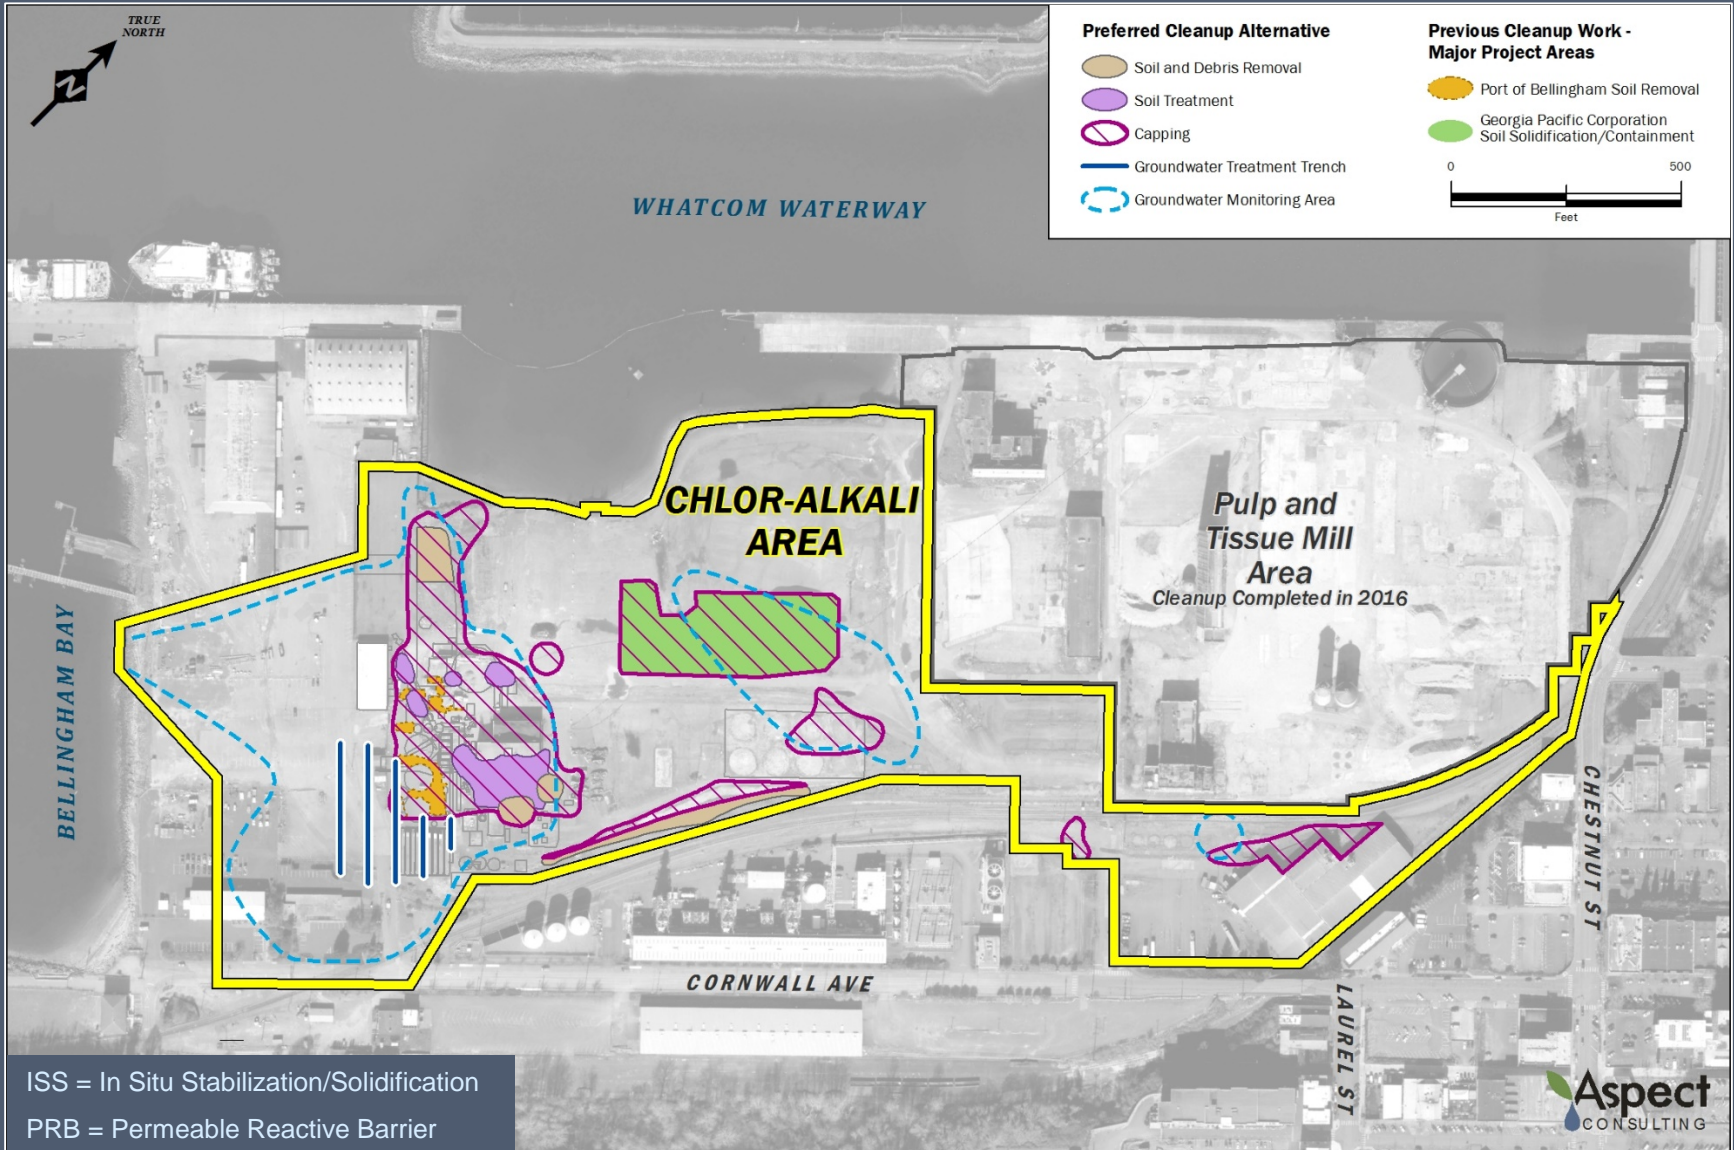 TRUE
NORTH
N
Preferred Cleanup Alternative
Soil and Debris Removal
Soil Treatment
Capping
Groundwater Treatment Trench
Groundwater Monitoring Area
Previous Cleanup Work -
Major Project Areas
Port of Bellingham Soil Removal
Georgia Pacific Corporation
Soil Solidification/Containment
0 500
Feet
WHATCOM WATERWAY
CHLOR-ALKALI
AREA
Pulp and
Tissue Mill
Area
Cleanup Completed in 2016
BELLINGHAM BAY
CHESTNUT ST
CORNWALL AVE
LAUREL ST
ISS = In Situ Stabilization/Solidification
PRB = Permeable Reactive Barrier
Aspect
CONSULTING